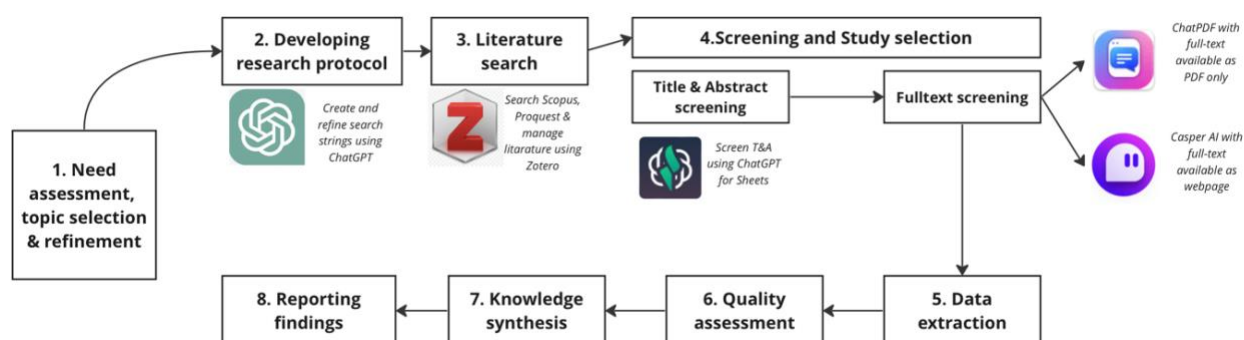 1. Need
assessment,
topic selection
& refinement
2. Developing
research protocol
Create and
refine search
strings using
ChatGPT
3. Literature
search
Z
Search Scopus,
Proquest &
manage
litarature using
Zotero
4.Screening and Study selection
Title & Abstract
screening
Screen T&A
using ChatGPT
for Sheets
Fulltext screening
ChatPDF with
full-text
available as
PDF only
Casper AI with
full-text
available as
webpage
5. Data
extraction
6. Quality
assessment
7. Knowledge
synthesis
8. Reporting
findings